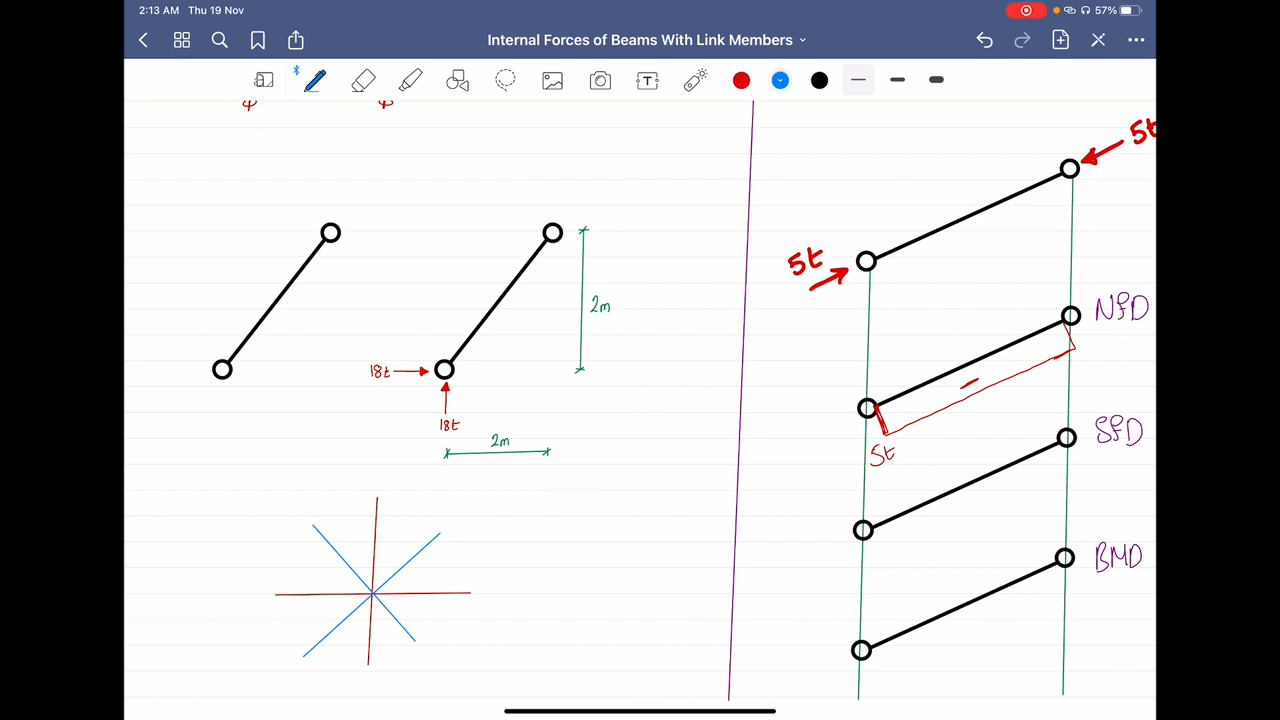 2:13 AM Thu 19 Nov
57%
Internal Forces of Beams With Link Members
T
5t
5t
2m
18t
18t
2m
NFD
-
5t
SFD
BMD